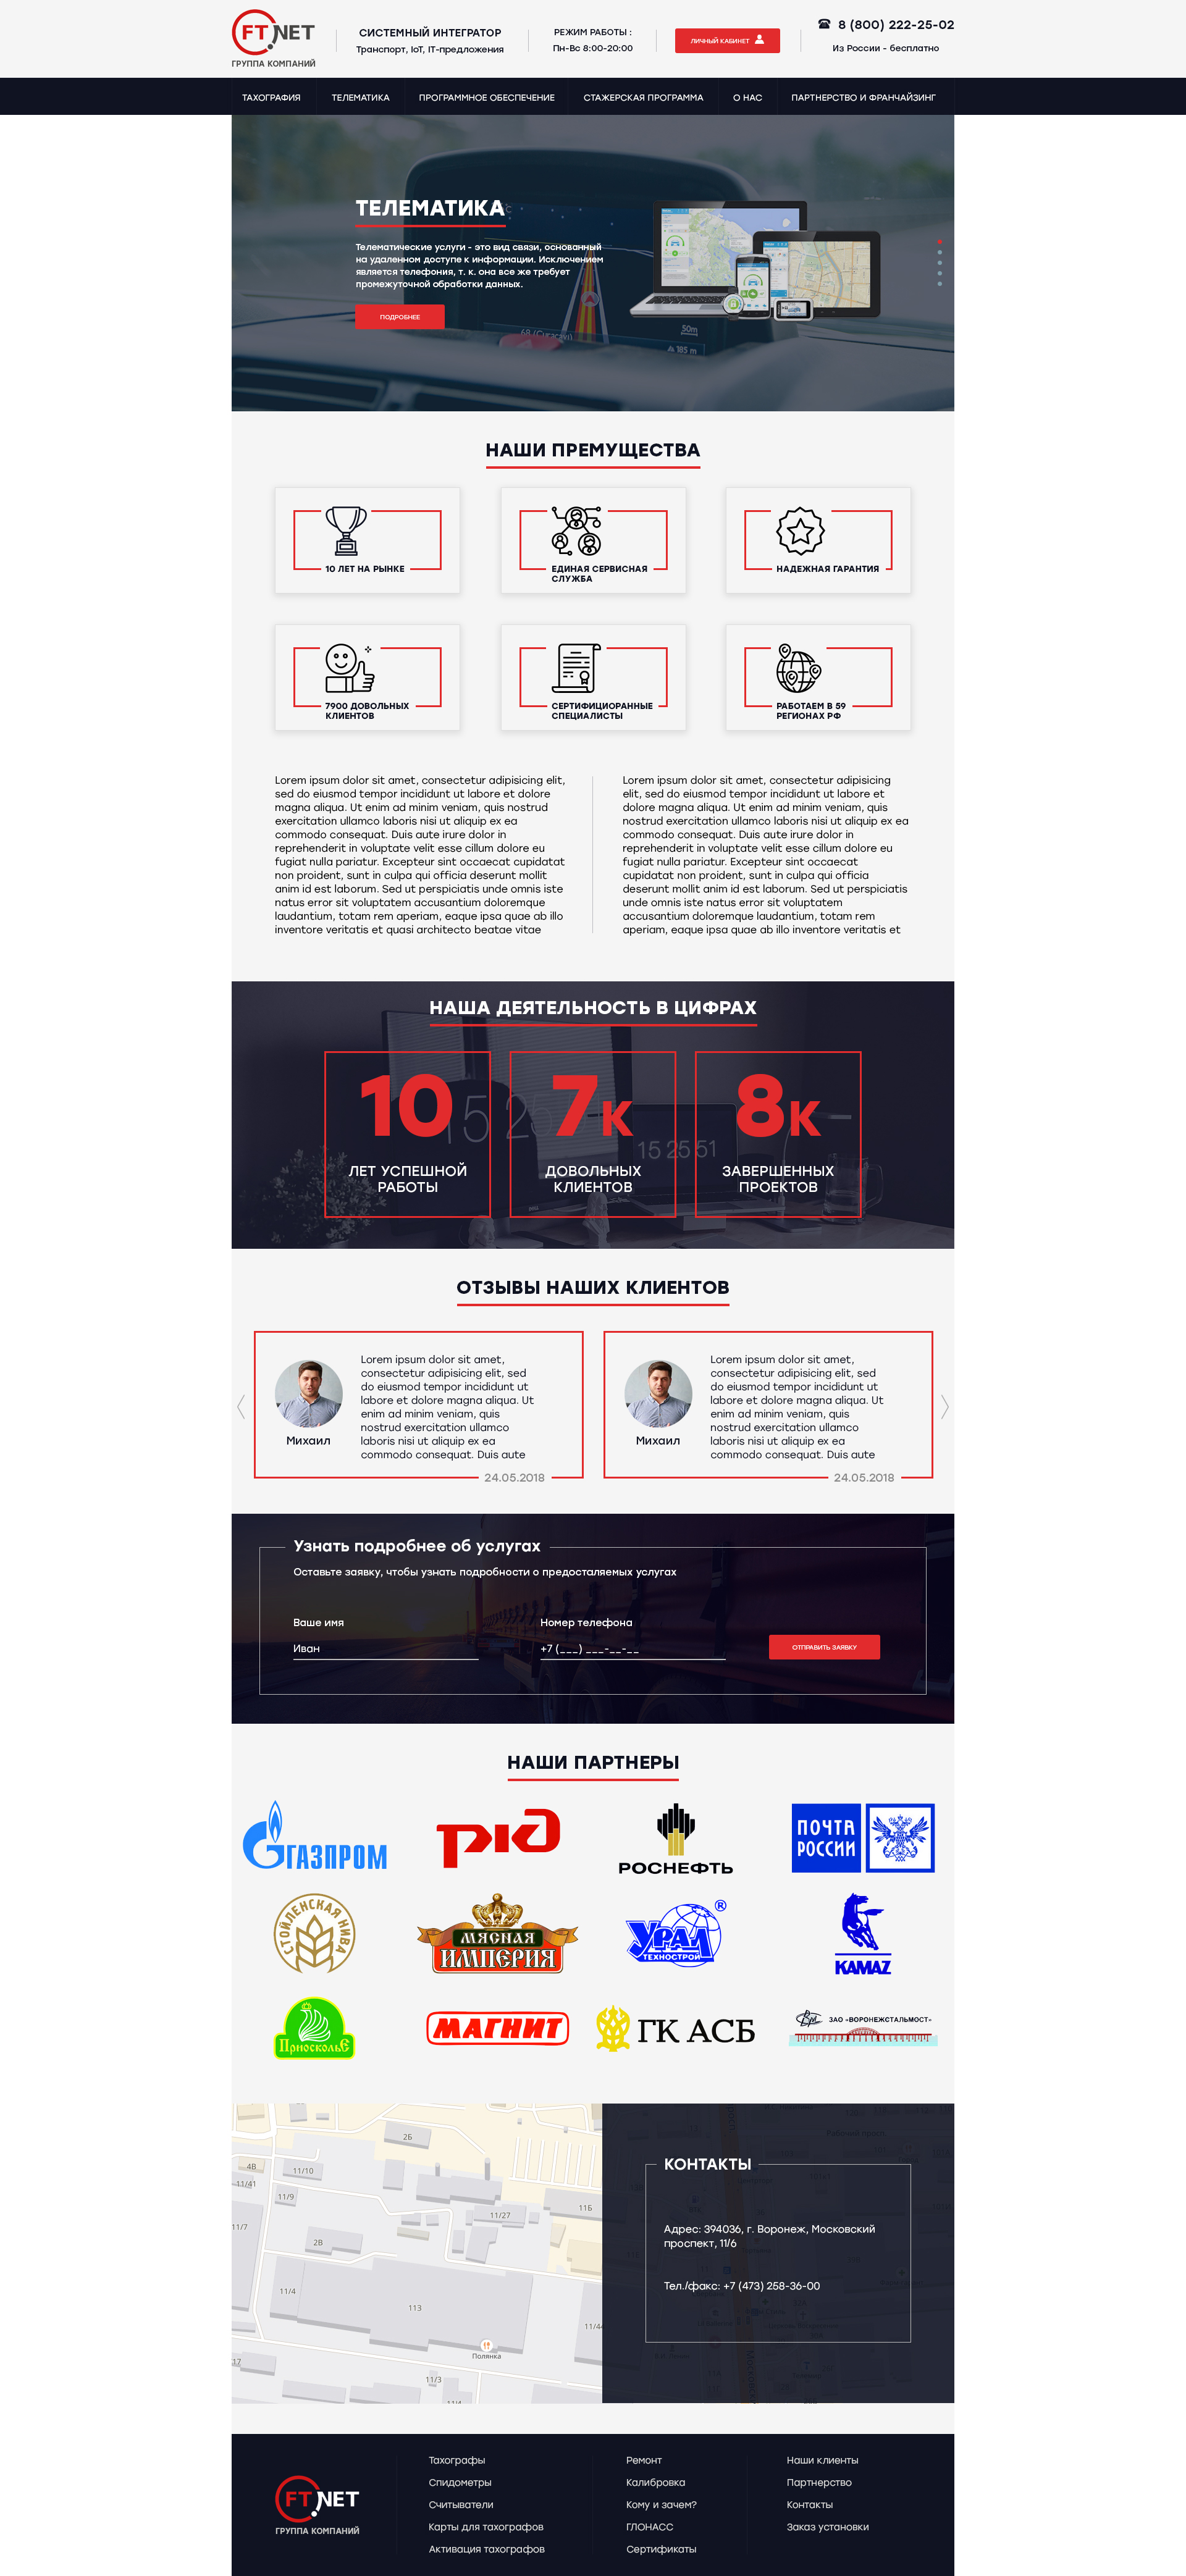 FT.NET
ГРУППА КОМПАНИЙ
СИСТЕМНЫЙ ИНТЕГРАТОР
Транспорт, IoT, IT-предложения
РЕЖИМ РАБОТЫ :
Пн-Вс 8:00-20:00
ЛИЧНЫЙ КАБИНЕТ
8 (800) 222-25-02
Из России - бесплатно
ТАХОГРАФИЯ
ТЕЛЕМАТИКА
ПРОГРАММНОЕ ОБЕСПЕЧЕНИЕ
СТАЖЕРСКАЯ ПРОГРАММА
О НАС
ПАРТНЕРСТВО И ФРАНЧАЙЗИНГ
ТЕЛЕМАТИКА
Телематические услуги - это вид связи, основанный
на удаленном доступе к информации. Исключением
является телефония, т. к. она все же требует
промежуточной обработки данных.
ПОДРОБНЕЕ
50m
185 m
НАШИ ПРЕМУЩЕСТВА
10 ЛЕТ НА РЫНКЕ
ЕДИНАЯ СЕРВИСНАЯ
СЛУЖБА
НАДЕЖНАЯ ГАРАНТИЯ
7900 ДОВОЛЬНЫХ
КЛИЕНТОВ
СЕРТИФИЦИОРАННЫЕ
СПЕЦИАЛИСТЫ
РАБОТАЕМ В 59
РЕГИОНАХ РФ
Lorem ipsum dolor sit amet, consectetur adipisicing elit,
sed do eiusmod tempor incididunt ut labore et dolore
magna aliqua. Ut enim ad minim veniam, quis nostrud
exercitation ullamco laboris nisi ut aliquip ex ea
commodo consequat. Duis aute irure dolor in
reprehenderit in voluptate velit esse cillum dolore eu
fugiat nulla pariatur. Excepteur sint occaecat cupidatat
non proident, sunt in culpa qui officia deserunt mollit
anim id est laborum. Sed ut perspiciatis unde omnis iste
natus error sit voluptatem accusantium doloremque
laudantium, totam rem aperiam, eaque ipsa quae ab illo
inventore veritatis et quasi architecto beatae vitae
Lorem ipsum dolor sit amet, consectetur adipisicing
elit, sed do eiusmod tempor incididunt ut labore et
dolore magna aliqua. Ut enim ad minim veniam, quis
nostrud exercitation ullamco laboris nisi ut aliquip ex ea
commodo consequat. Duis aute irure dolor in
reprehenderit in voluptate velit esse cillum dolore eu
fugiat nulla pariatur. Excepteur sint occaecat
cupidatat non proident, sunt in culpa qui officia
deserunt mollit anim id est laborum. Sed ut perspiciatis
unde omnis iste natus error sit voluptatem
accusantium doloremque laudantium, totam rem
aperiam, eaque ipsa quae ab illo inventore veritatis et
НАША ДЕЯТЕЛЬНОСТЬ В ЦИФРАХ
10
ЛЕТ УСПЕШНОЙ
РАБОТЫ
7К
ДОВОЛЬНЫХ
КЛИЕНТОВ
8К
ЗАВЕРШЕННЫХ
ПРОЕКТОВ
15 25 51
ОТЗЫВЫ НАШИХ КЛИЕНТОВ
Lorem ipsum dolor sit amet,
consectetur adipisicing elit, sed
do eiusmod tempor incididunt ut
labore et dolore magna aliqua. Ut
enim ad minim veniam, quis
nostrud exercitation ullamco
laboris nisi ut aliquip ex ea
commodo consequat. Duis aute
Михаил
24.05.2018
Lorem ipsum dolor sit amet,
consectetur adipisicing elit, sed
do eiusmod tempor incididunt ut
labore et dolore magna aliqua. Ut
enim ad minim veniam, quis
nostrud exercitation ullamco
laboris nisi ut aliquip ex ea
commodo consequat. Duis aute
Михаил
24.05.2018
Узнать подробнее об услугах
Оставьте заявку, чтобы узнать подробности о предосталяемых услугах
Ваше имя
Иван
Номер телефона
+7 (___) ___-__-__
ОТПРАВИТЬ ЗАЯВКУ
НАШИ ПАРТНЕРЫ
ГАЗПРОМ
РЖД
РОСНЕФТЬ
ПОЧТА
РОССИИ
СТОЙЛЕНСКАЯ НИВА
МЯСНАЯ
ИМПЕРИЯ
УРАЛ ®
ТЕХНОСТРОЙ
KAMAZ
Приосколье
МАГНИТ
ГК АСБ
ЗАО «ВОРОНЕЖСТАЛЬМОСТ»
2Б
4В
11/10
11/41
11/9
11Б
11/27
11/7
2В
11/4
113
11/44
Полянка
17
11/3
11/4
КОНТАКТЫ
Адрес: 394036, г. Воронеж, Московский
проспект, 11/6
Тел./факс: +7 (473) 258-36-00
FT.NET
ГРУППА КОМПАНИЙ
Тахографы
Спидометры
Считыватели
Карты для тахографов
Активация тахографов
Ремонт
Калибровка
Кому и зачем?
ГЛОНАСС
Сертификаты
Наши клиенты
Партнерство
Контакты
Заказ установки